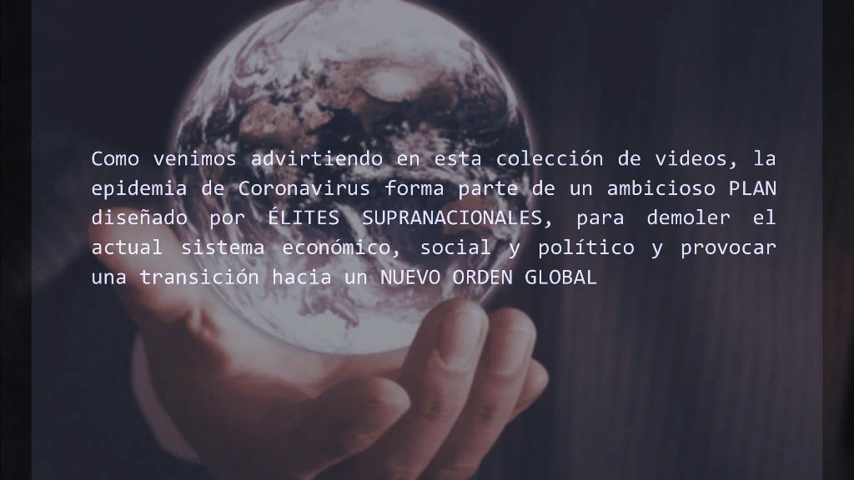 Como venimos advirtiendo en esta colección de videos, la
epidemia de Coronavirus forma parte de un ambicioso PLAN
diseñado por ÉLITES SUPRANACIONALES, para demoler el
actual sistema económico, social y político y provocar
una transición hacia un NUEVO ORDEN GLOBAL